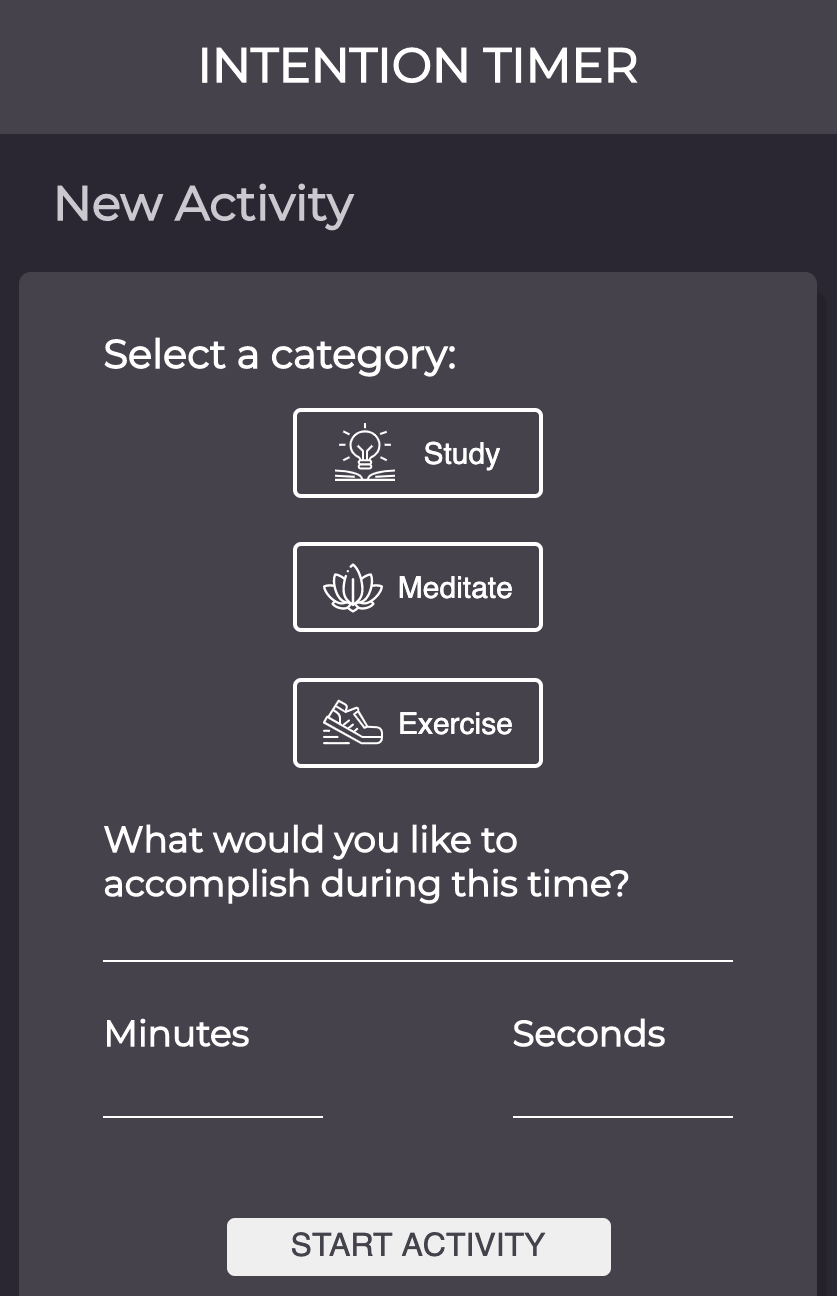 INTENTION TIMER
New Activity
Select a category:
Study
Meditate
Exercise
What would you like to
accomplish during this time?
Minutes
Seconds
START ACTIVITY